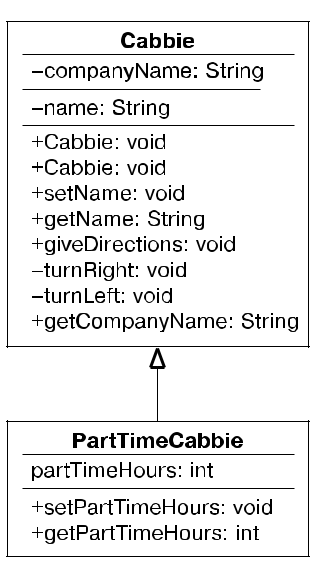 Cabbie
–companyName: String
–name: String
+Cabbie: void
+Cabbie: void
+setName: void
+getName: String
+giveDirections: void
–turnRight: void
–turnLeft: void
+getCompanyName: String
PartTimeCabbie
partTimeHours: int
+setPartTimeHours: void
+getPartTimeHours: int